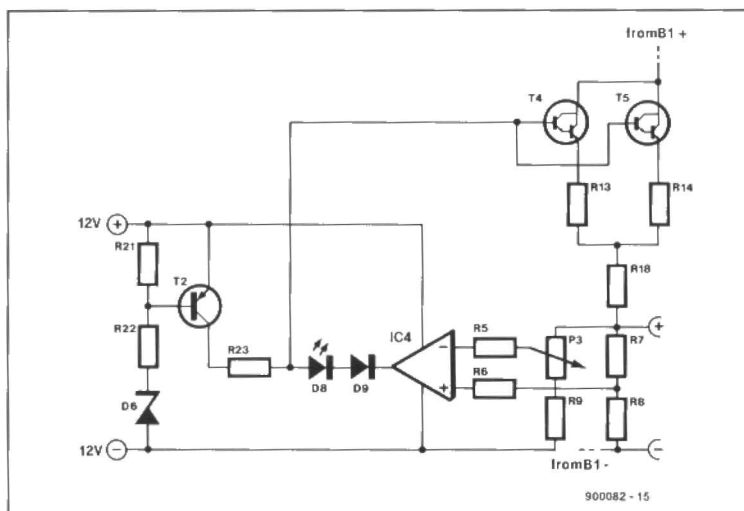 fromB1 +
T4
T5
R13
R14
12V +
R21
T2
R18
IC4
R5
P3
+
R22
R7
R23
−
R6
+
D8
D9
R9
R8
D6
12V −
fromB1 -
−
900082 - 15